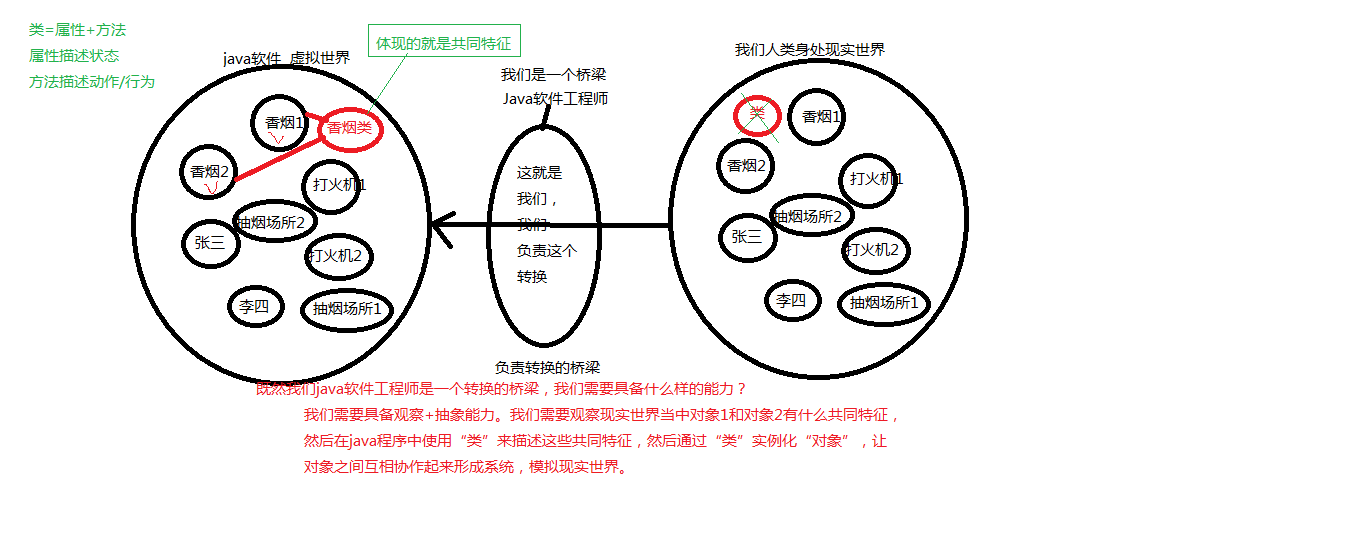 类=属性+方法
属性描述状态
方法描述动作/行为
java软件 虚拟世界
体现的就是共同特征
香烟1
香烟类
香烟2
打火机1
抽烟场所2
张三
打火机2
李四
抽烟场所1
我们是一个桥梁
Java软件工程师
这就是
我们，
我们
负责这个
转换
负责转换的桥梁
我们人类身处现实世界
类
香烟1
香烟2
打火机1
抽烟场所2
张三
打火机2
李四
抽烟场所1
既然我们java软件工程师是一个转换的桥梁，我们需要具备什么样的能力？
我们需要具备观察+抽象能力。我们需要观察现实世界当中对象1和对象2有什么共同特征，
然后在java程序中使用“类”来描述这些共同特征，然后通过“类”实例化“对象”，让
对象之间互相协作起来形成系统，模拟现实世界。